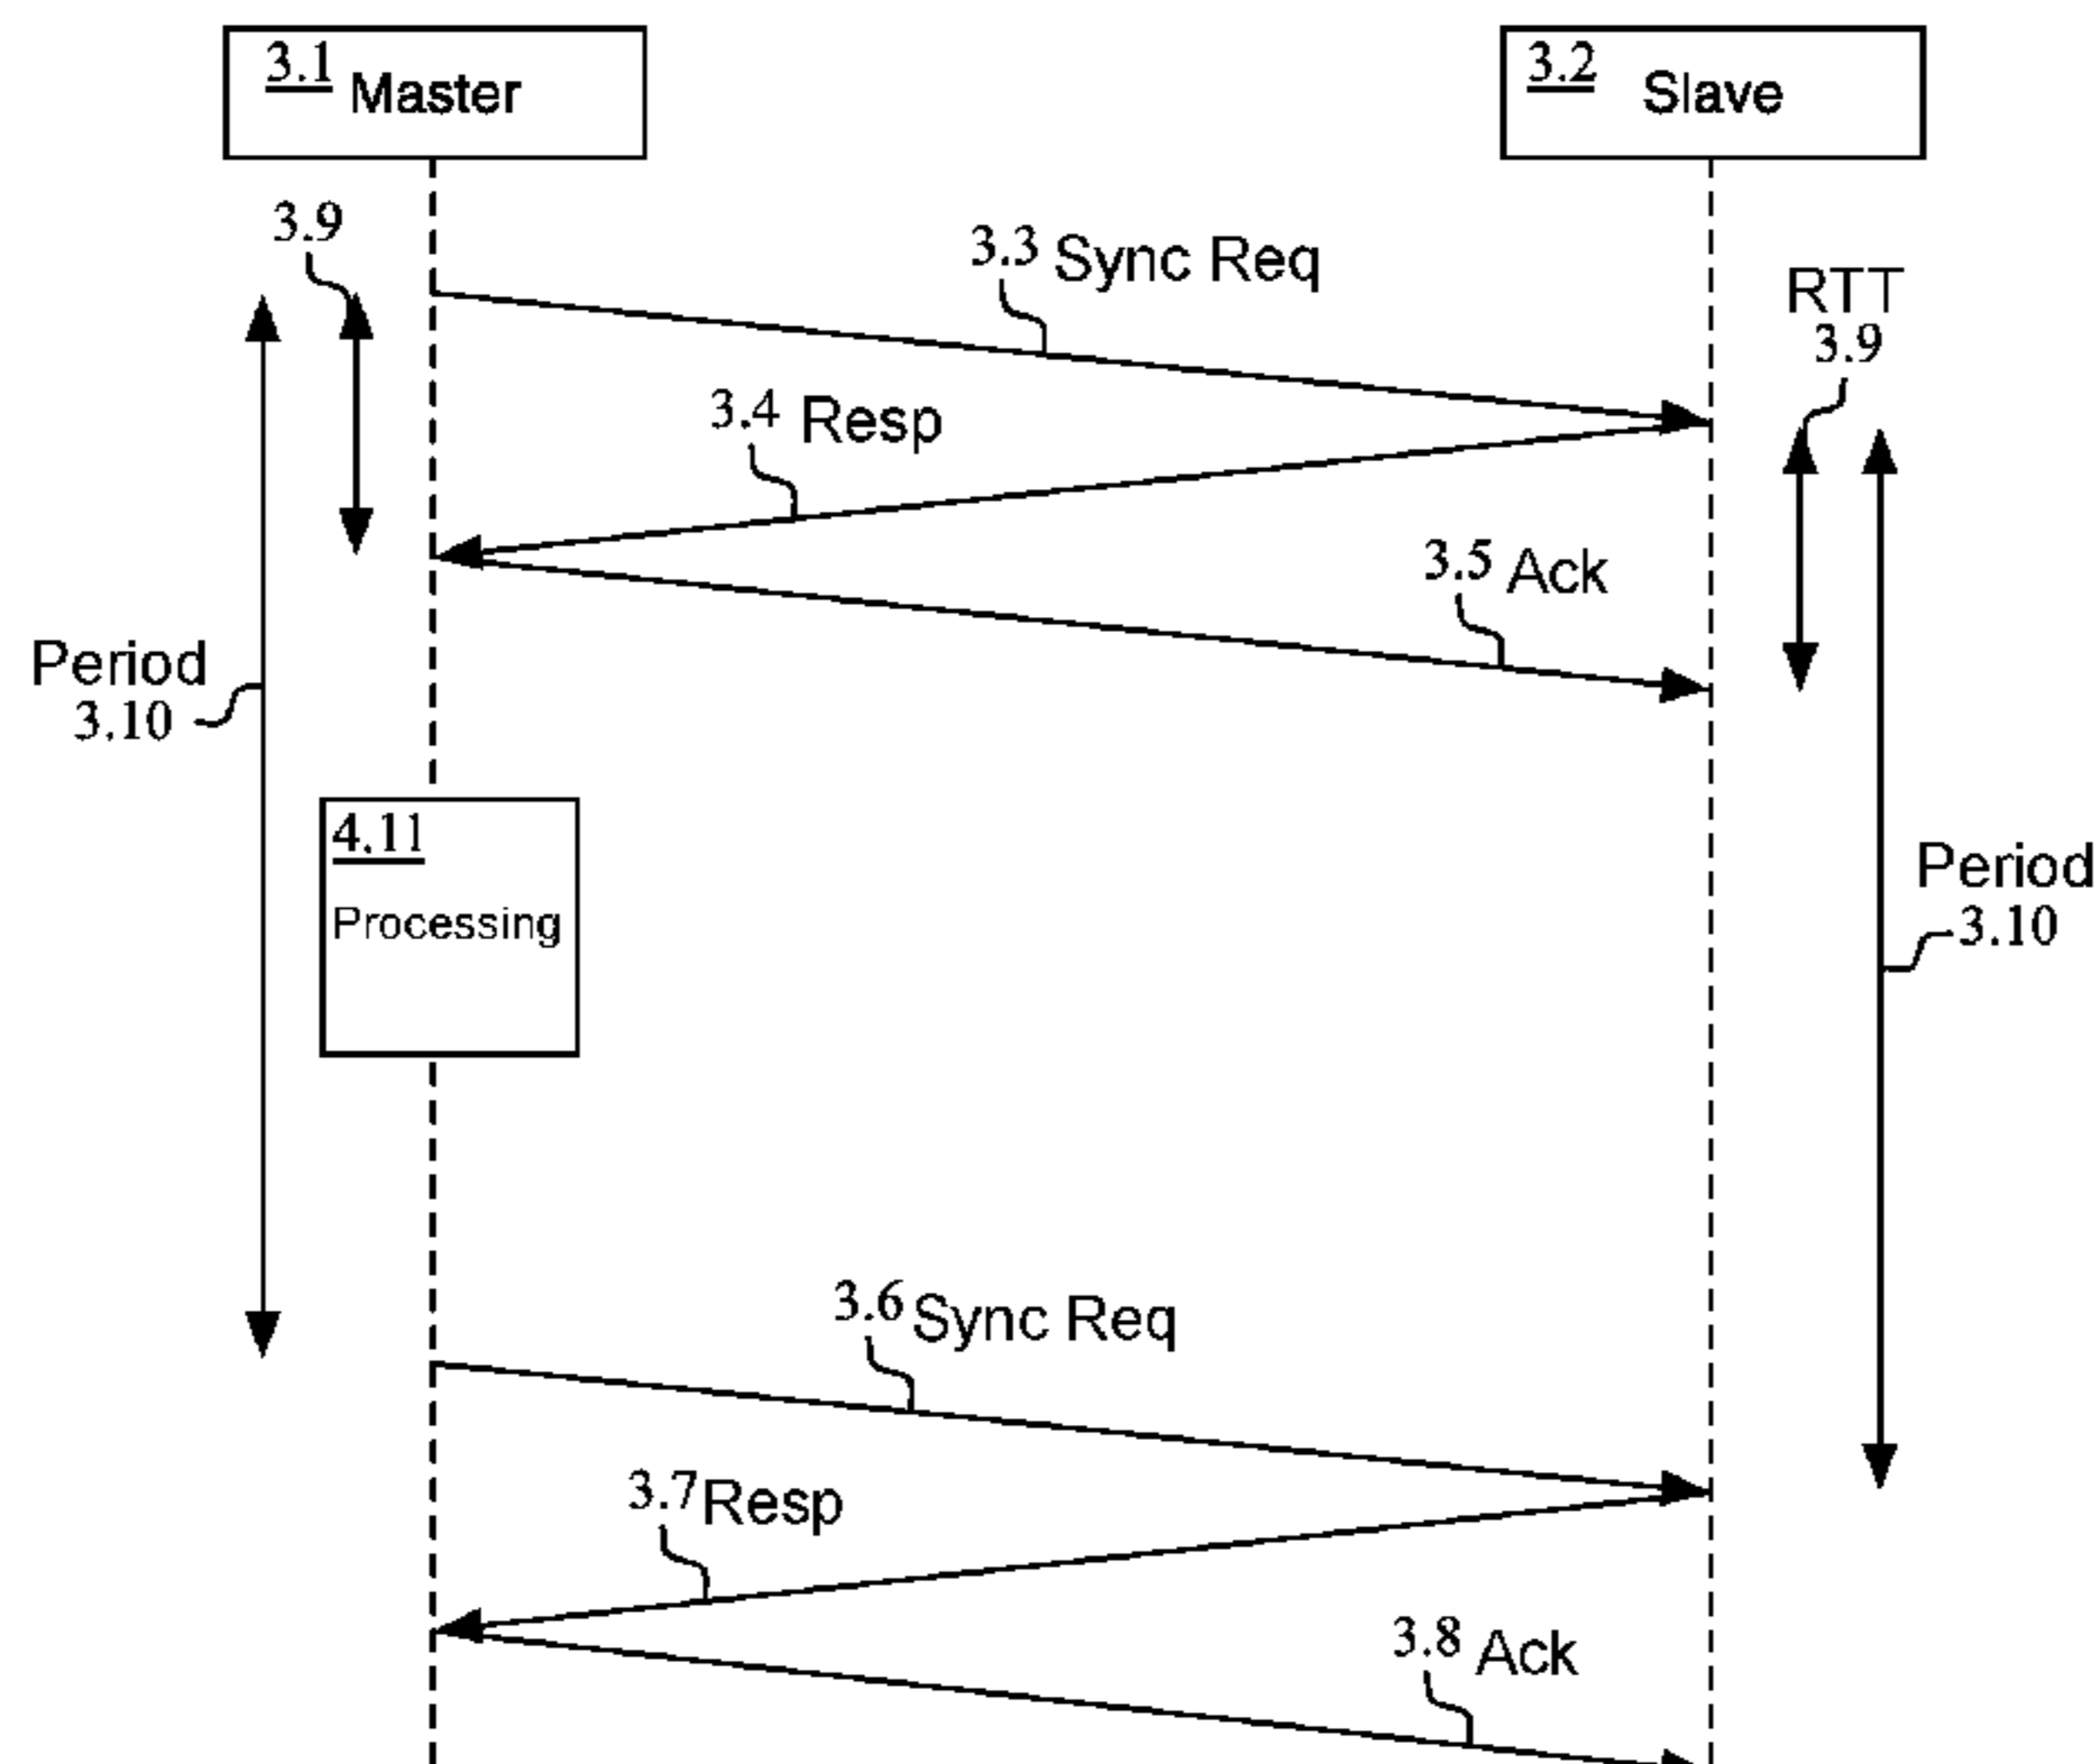 3.1 Master
3.2 Slave
3.9
3.3 Sync Req
RTT
3.9
3.4 Resp
3.5 Ack
Period
3.10
4.11
Processing
Period
3.10
3.6 Sync Req
3.7 Resp
3.8 Ack